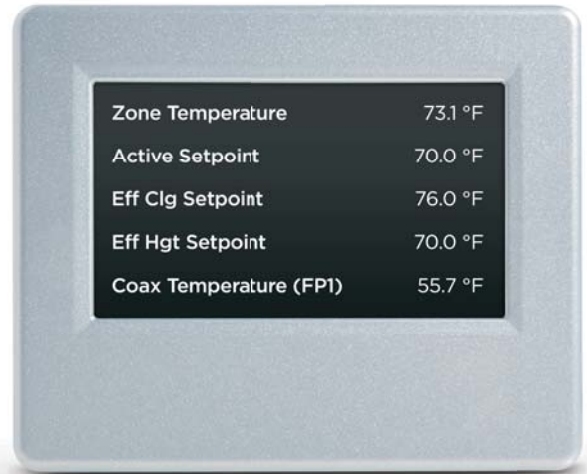 Zone Temperature 73.1 °F
Active Setpoint 70.0 °F
Eff Clg Setpoint 76.0 °F
Eff Hgt Setpoint 70.0 °F
Coax Temperature (FP1) 55.7 °F